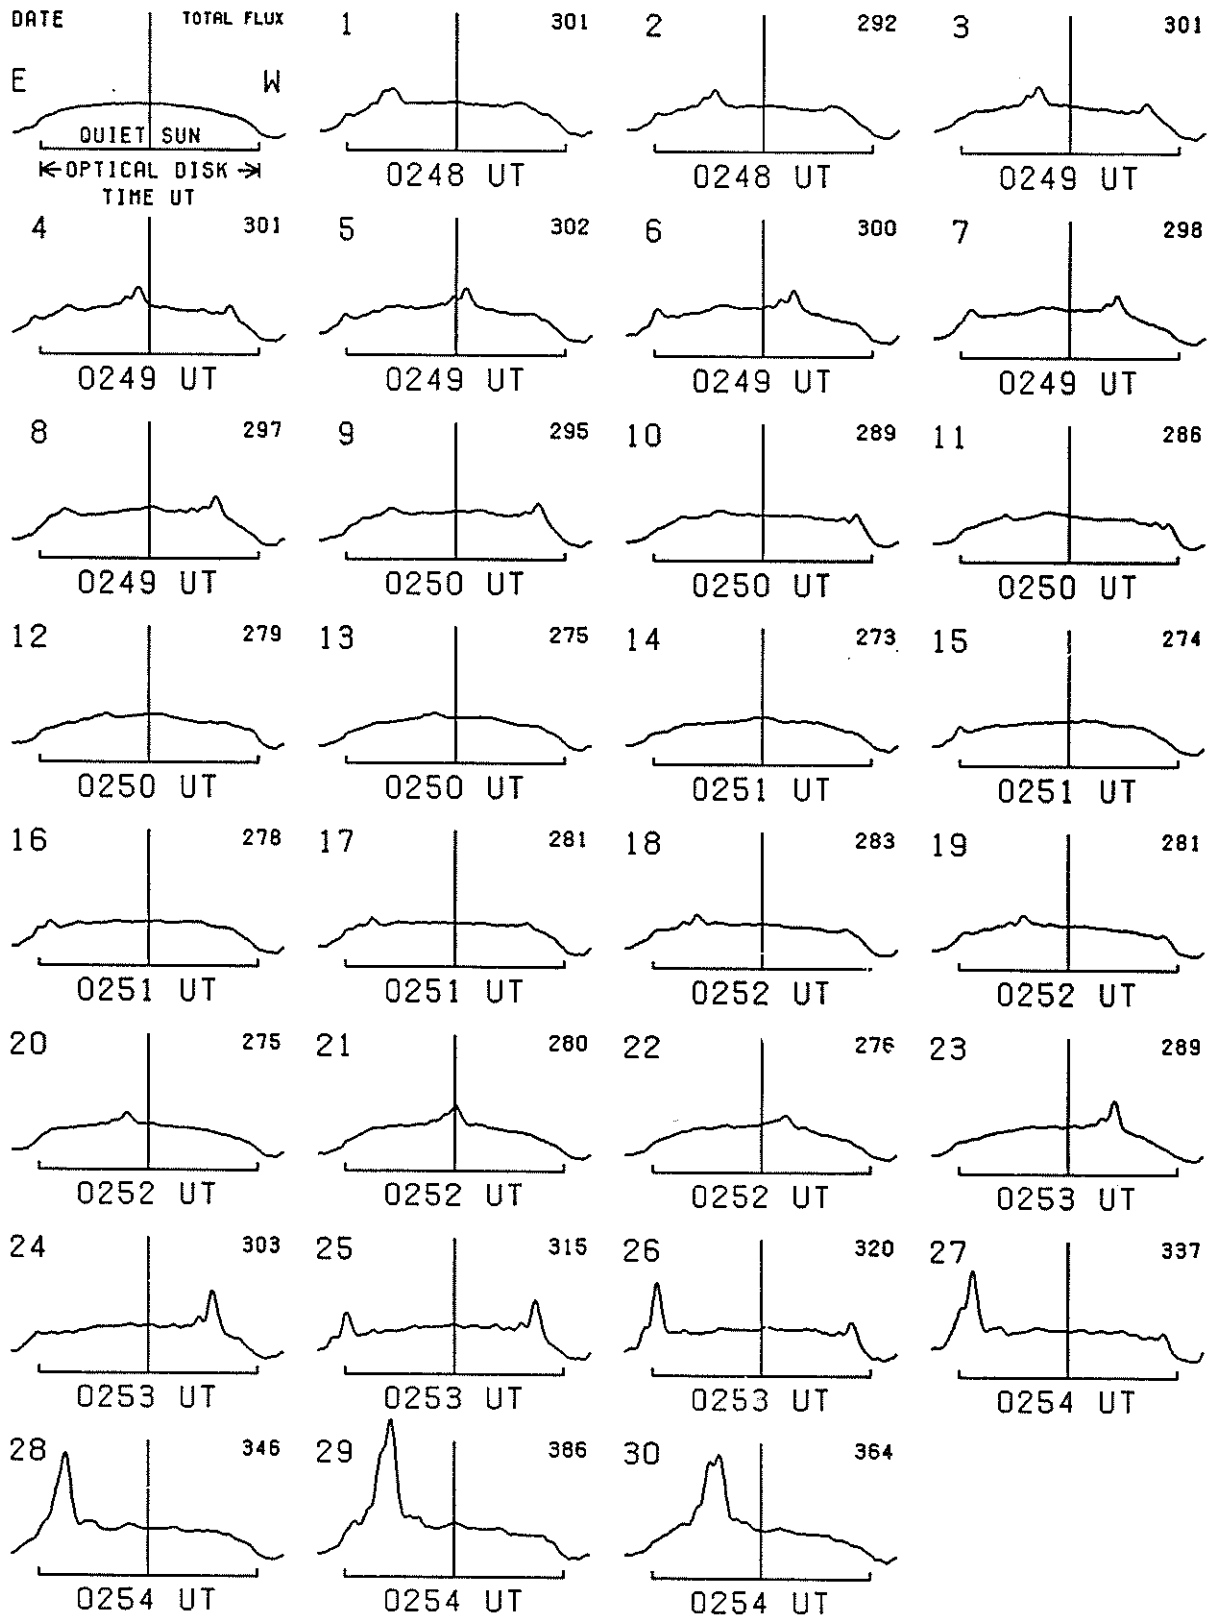 DATE TOTAL FLUX 1 301 2 292 3 301
E W
QUIET SUN
OPTICAL DISK 0248 UT 0248 UT 0249 UT
TIME UT
4 301 5 302 6 300 7 298
0249 UT 0249 UT 0249 UT 0249 UT
8 297 9 295 10 289 11 286
0249 UT 0250 UT 0250 UT 0250 UT
12 279 13 275 14 273 15 274
0250 UT 0250 UT 0251 UT 0251 UT
16 278 17 281 18 283 19 281
0251 UT 0251 UT 0252 UT 0252 UT
20 275 21 280 22 276 23 289
0252 UT 0252 UT 0252 UT 0253 UT
24 303 25 315 26 320 27 337
0253 UT 0253 UT 0253 UT 0254 UT
28 346 29 386 30 364
0254 UT 0254 UT 0254 UT